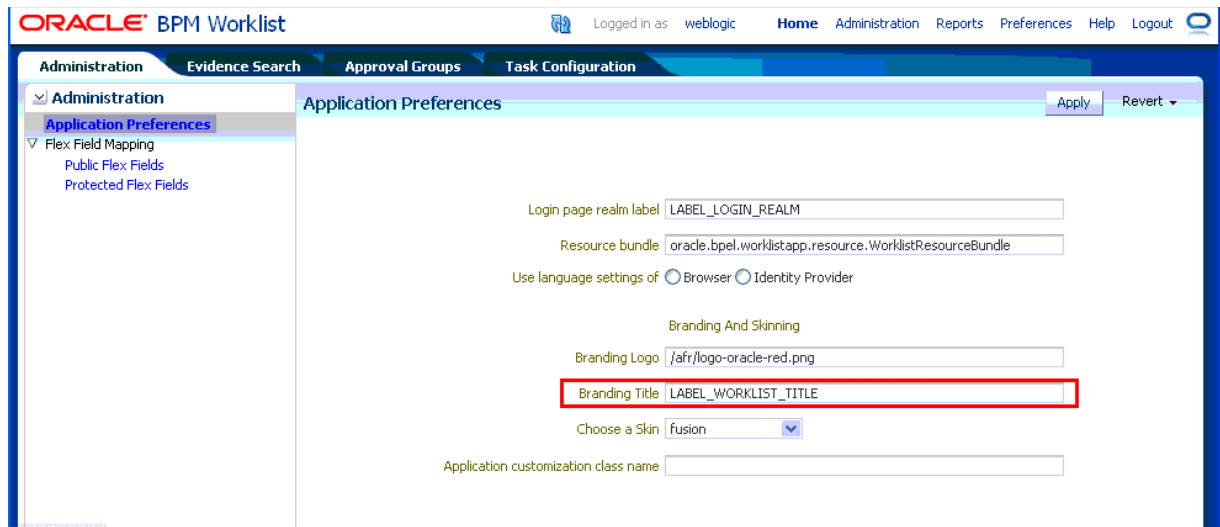 ORACLE BPM Worklist Logged in as weblogic Home Administration Reports Preferences Help Logout
Administration Evidence Search Approval Groups Task Configuration
Administration
Application Preferences
Flex Field Mapping
Public Flex Fields
Protected Flex Fields
Application Preferences Apply Revert
Login page realm label LABEL_LOGIN_REALM
Resource bundle oracle.bpel.worklistapp.resource.WorklistResourceBundle
Use language settings of Browser Identity Provider
Branding And Skinning
Branding Logo /afr/logo-oracle-red.png
Branding Title LABEL_WORKLIST_TITLE
Choose a Skin fusion
Application customization class name